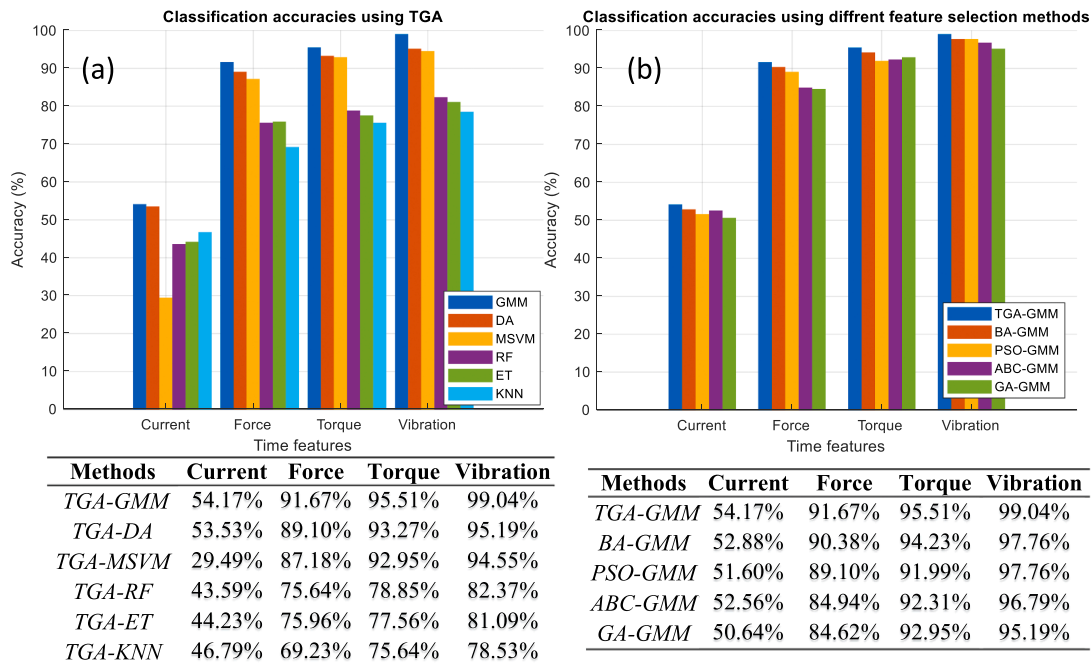 Classification accuracies using TGA
(a)
Accuracy (%)
100
90
80
70
60
50
40
30
20
10
0
GMM
DA
MSVM
RF
ET
KNN
Current Force Torque Vibration
Time features
Methods Current Force Torque Vibration
TGA-GMM 54.17% 91.67% 95.51% 99.04%
TGA-DA 53.53% 89.10% 93.27% 95.19%
TGA-MSVM 29.49% 87.18% 92.95% 94.55%
TGA-RF 43.59% 75.64% 78.85% 82.37%
TGA-ET 44.23% 75.96% 77.56% 81.09%
TGA-KNN 46.79% 69.23% 75.64% 78.53%
Classification accuracies using diffrent feature selection methods
(b)
Accuracy (%)
100
90
80
70
60
50
40
30
20
10
0
TGA-GMM
BA-GMM
PSO-GMM
ABC-GMM
GA-GMM
Current Force Torque Vibration
Time features
Methods Current Force Torque Vibration
TGA-GMM 54.17% 91.67% 95.51% 99.04%
BA-GMM 52.88% 90.38% 94.23% 97.76%
PSO-GMM 51.60% 89.10% 91.99% 97.76%
ABC-GMM 52.56% 84.94% 92.31% 96.79%
GA-GMM 50.64% 84.62% 92.95% 95.19%